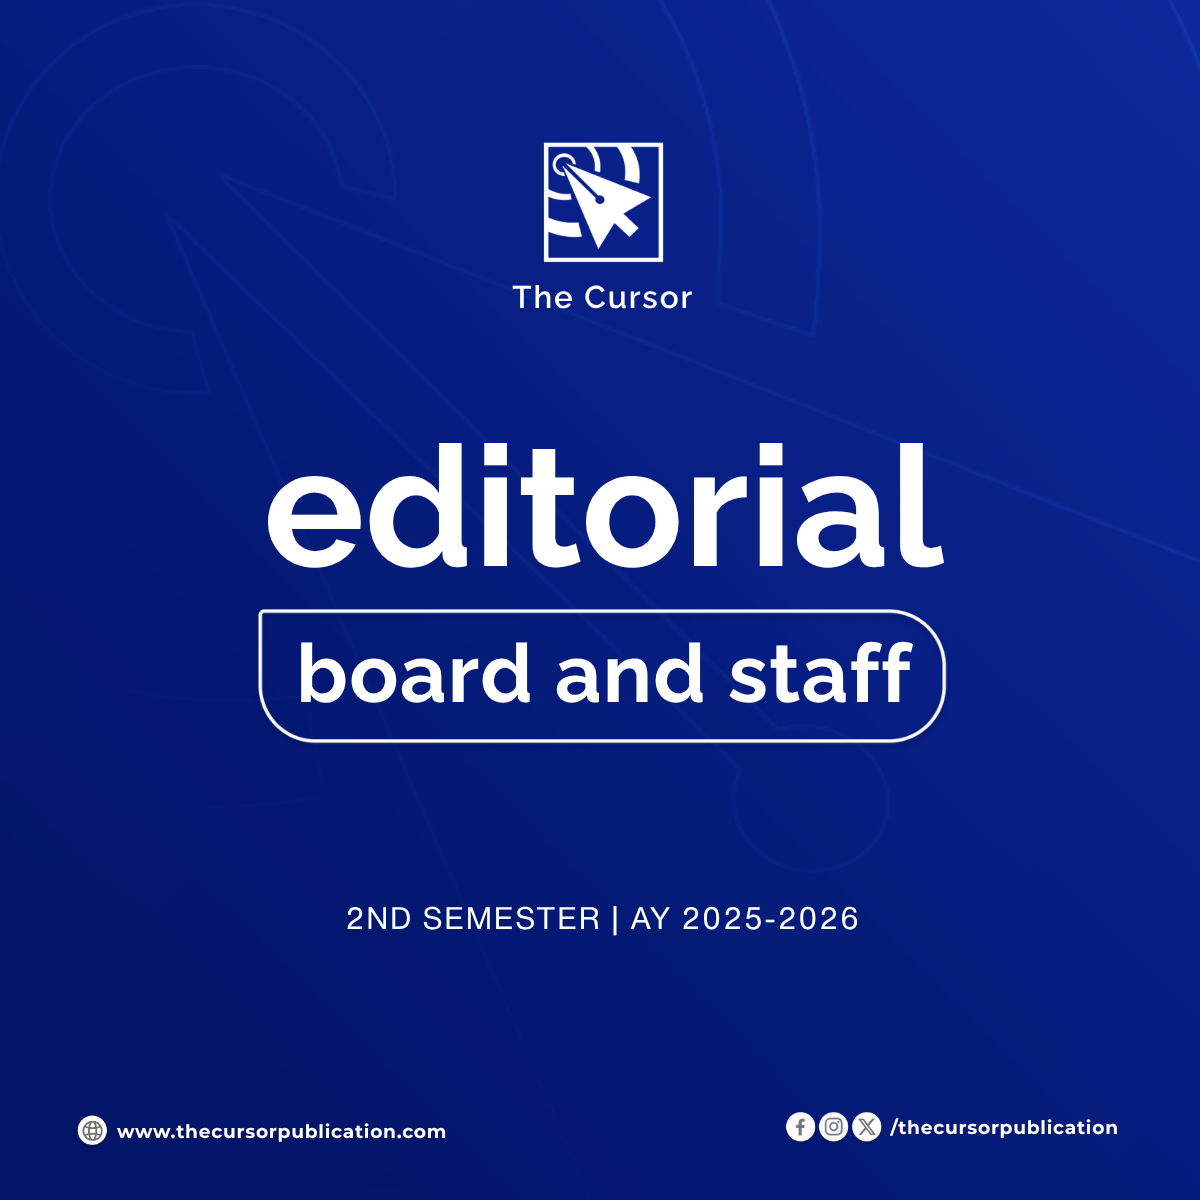 The Cursor
editorial
board and staff
2ND SEMESTER | AY 2025-2026
www.thecursorpublication.com
/thecursorpublication